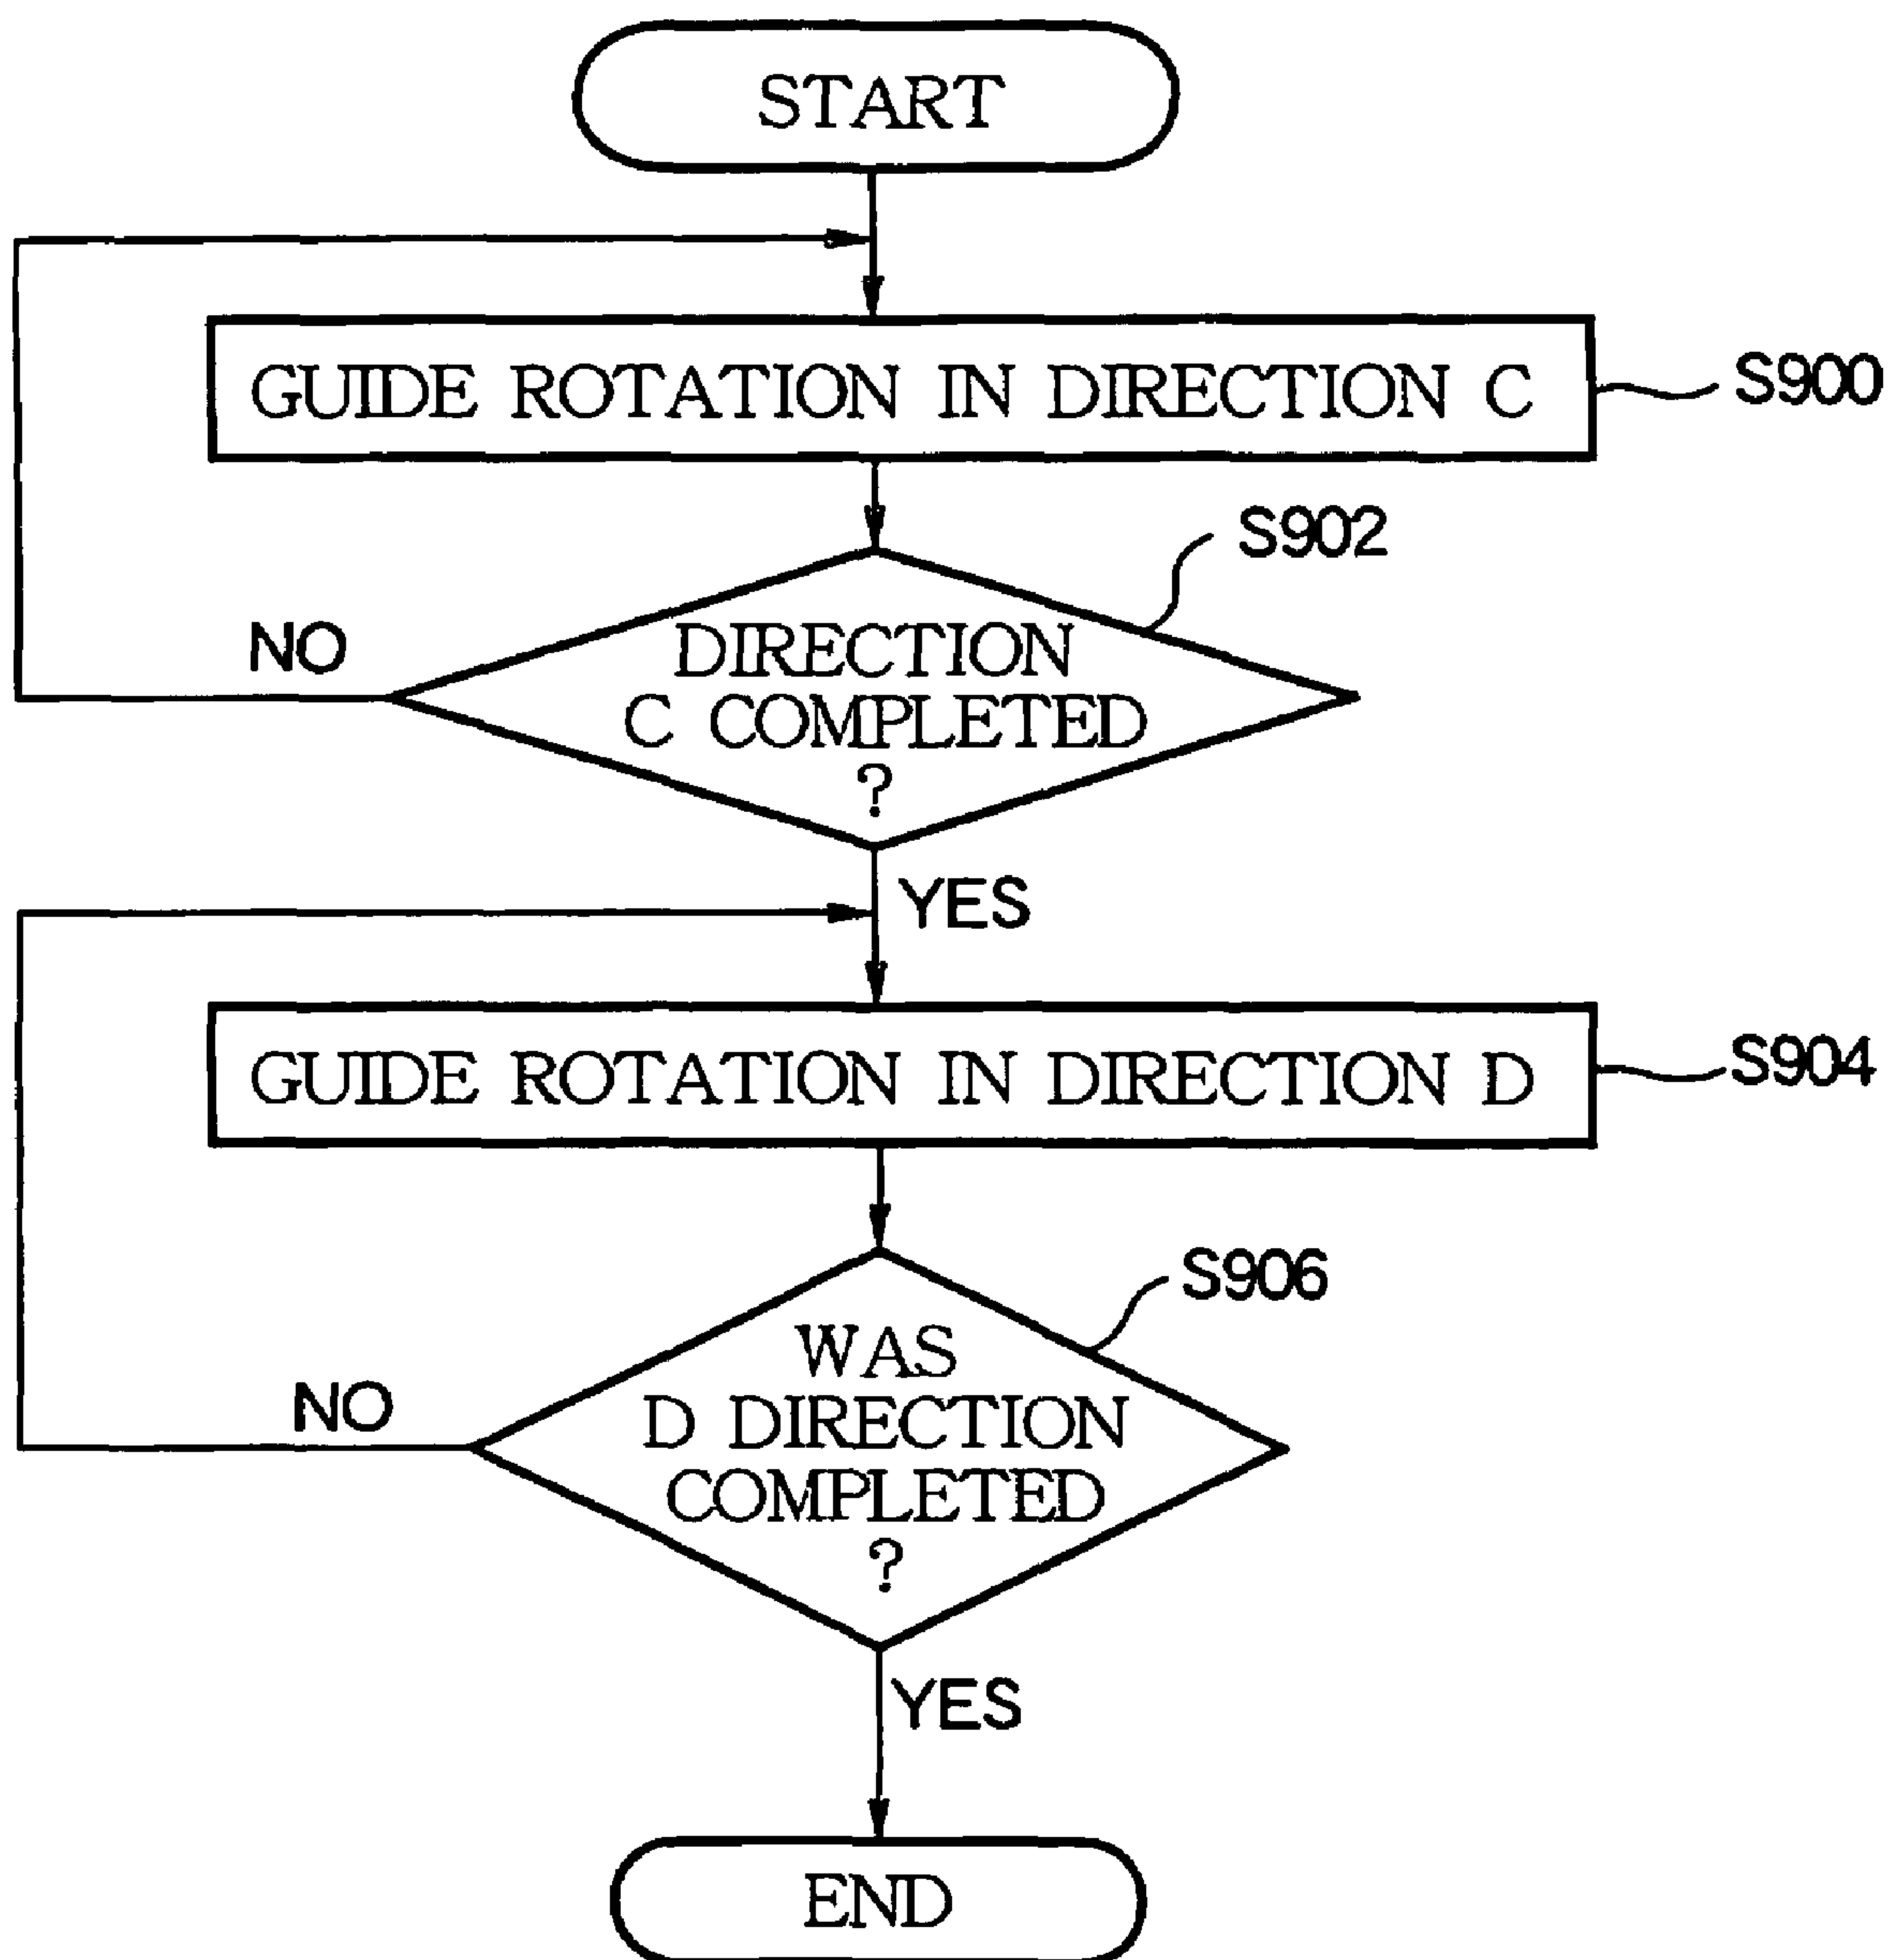 START
GUIDE ROTATION IN DIRECTION C
S900
S902
DIRECTION
C COMPLETED
?
NO
YES
GUIDE ROTATION IN DIRECTION D
S904
S906
WAS
D DIRECTION
COMPLETED
?
NO
YES
END